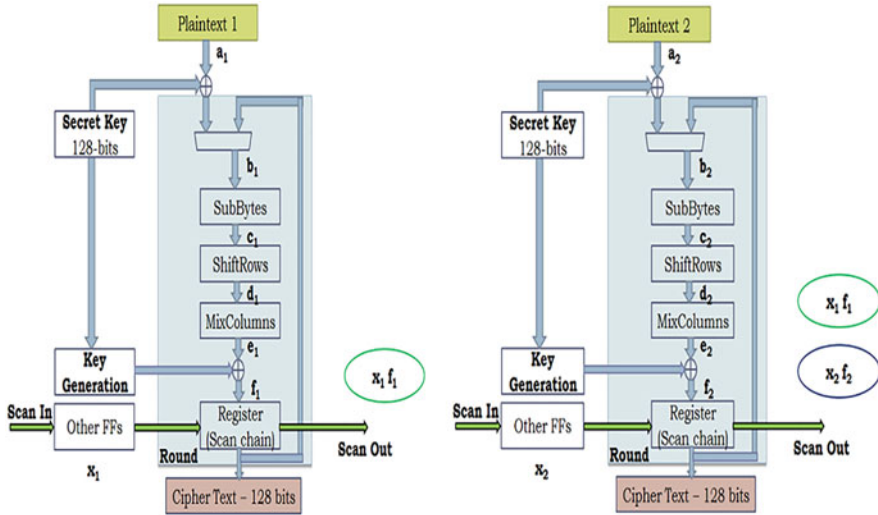 Plaintext 1
a1
Secret Key
128-bits
b1
SubBytes
c1
ShiftRows
d1
MixColumns
e1
Key
Generation
f1
x1 f1
Scan In
Other FFs
Register
(Scan chain)
Scan Out
x1
Round
Cipher Text – 128 bits
Plaintext 2
a2
Secret Key
128-bits
b2
SubBytes
c2
ShiftRows
d2
x1 f1
MixColumns
e2
Key
Generation
x2 f2
f2
Scan In
Other FFs
Register
(Scan chain)
Scan Out
x2
Round
Cipher Text – 128 bits